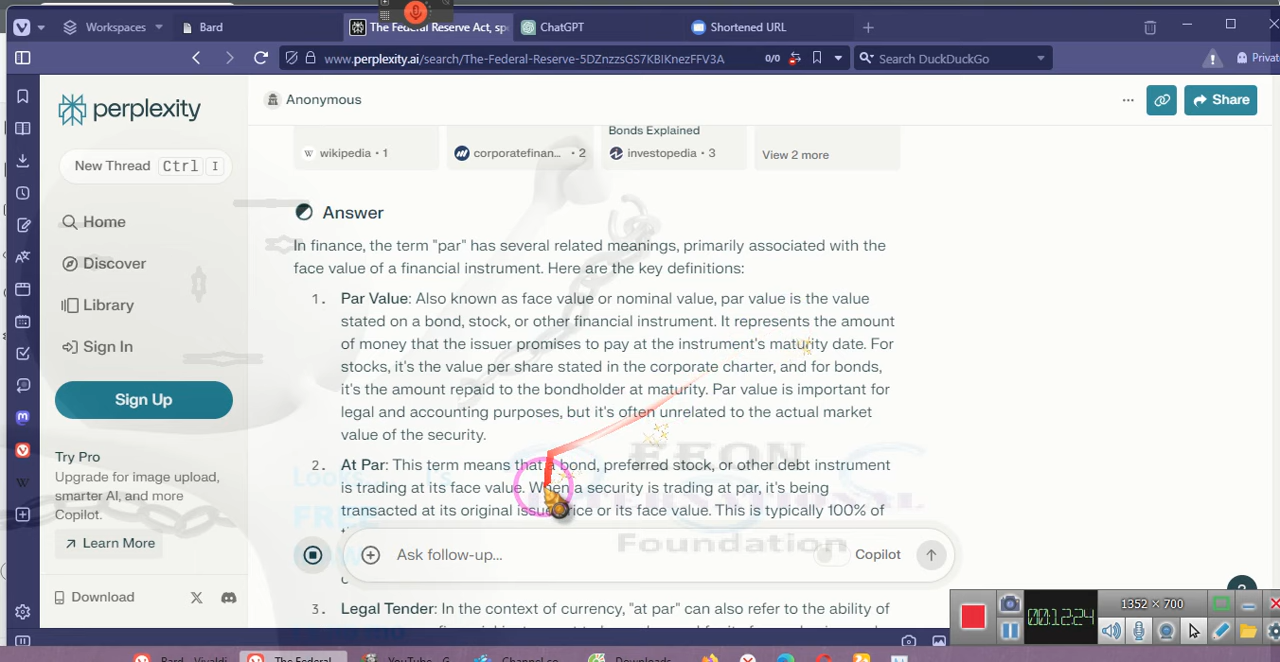 Workspaces
Bard
The Federal Reserve Act, sp
ChatGPT
Shortened URL
www.perplexity.ai/search/The-Federal-Reserve-5DZnzzsGS7KBIKnezFFV3A
0/0
Search DuckDuckGo
Privat
perplexity
Anonymous
Share
New Thread Ctrl I
Home
Discover
Library
Sign In
Sign Up
Try Pro
Upgrade for image upload,
smarter AI, and more
Copilot.
Learn More
Download
Bonds Explained
wikipedia · 1
corporatefinan... · 2
investopedia · 3
View 2 more
Answer
In finance, the term "par" has several related meanings, primarily associated with the
face value of a financial instrument. Here are the key definitions:
1. Par Value: Also known as face value or nominal value, par value is the value
stated on a bond, stock, or other financial instrument. It represents the amount
of money that the issuer promises to pay at the instrument's maturity date. For
stocks, it's the value per share stated in the corporate charter, and for bonds,
it's the amount repaid to the bondholder at maturity. Par value is important for
legal and accounting purposes, but it's often unrelated to the actual market
value of the security.
2. At Par: This term means that a bond, preferred stock, or other debt instrument
is trading at its face value. When a security is trading at par, it's being
transacted at its original issue price or its face value. This is typically 100% of
Ask follow-up...
Copilot
3. Legal Tender: In the context of currency, "at par" can also refer to the ability of
EEON
Foundation
Looks
FREE
1352 × 700
00:12:24
Bard - Vivaldi
The Federal
YouTube - G
Channel co
Downloads